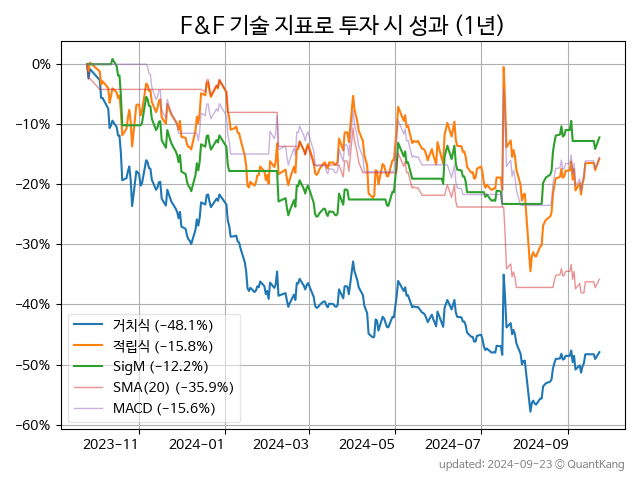 F&F 기술 지표로 투자 시 성과 (1년)
0%
−10%
−20%
−30%
−40%
−50%
−60%
거치식 (−48.1%)
적립식 (−15.8%)
SigM (−12.2%)
SMA(20) (−35.9%)
MACD (−15.6%)
2023−11
2024−01
2024−03
2024−05
2024−07
2024−09
updated: 2024−09−23 © QuantKang